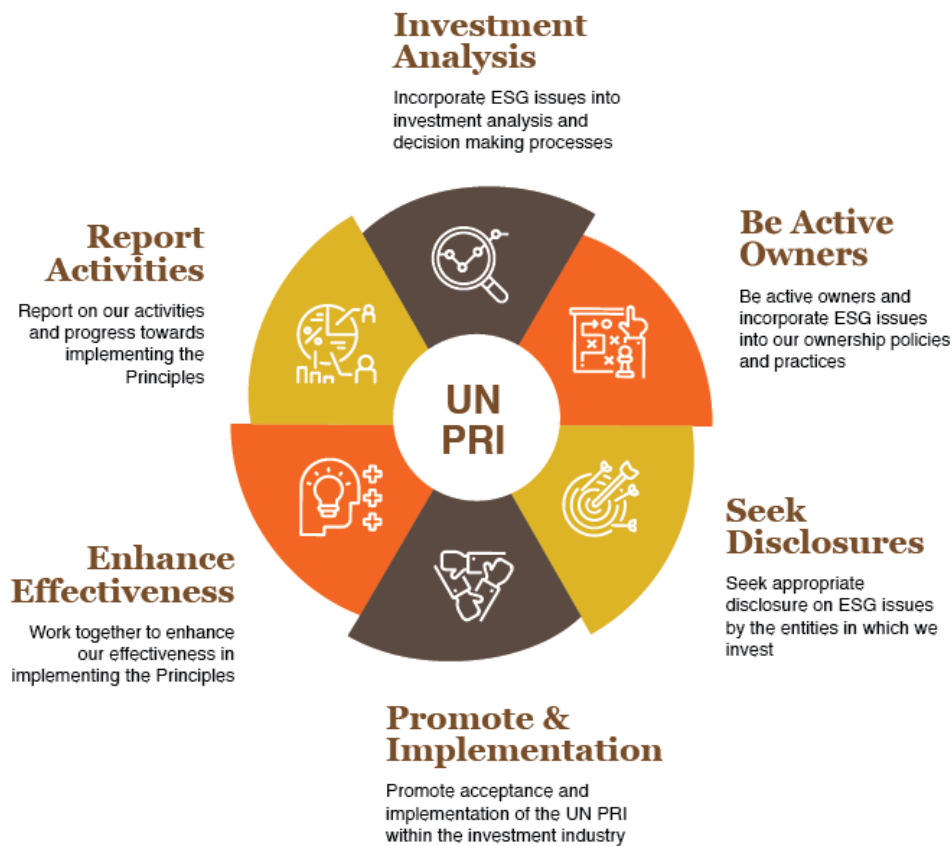 Investment
Analysis
Incorporate ESG issues into
investment analysis and
decision making processes
Be Active
Owners
Be active owners and
incorporate ESG issues
into our ownership policies
and practices
Seek
Disclosures
Seek appropriate
disclosure on ESG issues
by the entities in which we
invest
Promote &
Implementation
Promote acceptance and
implementation of the UN PRI
within the investment industry
Enhance
Effectiveness
Work together to enhance
our effectiveness in
implementing the Principles
Report
Activities
Report on our activities
and progress towards
implementing the
Principles
UN
PRI
%